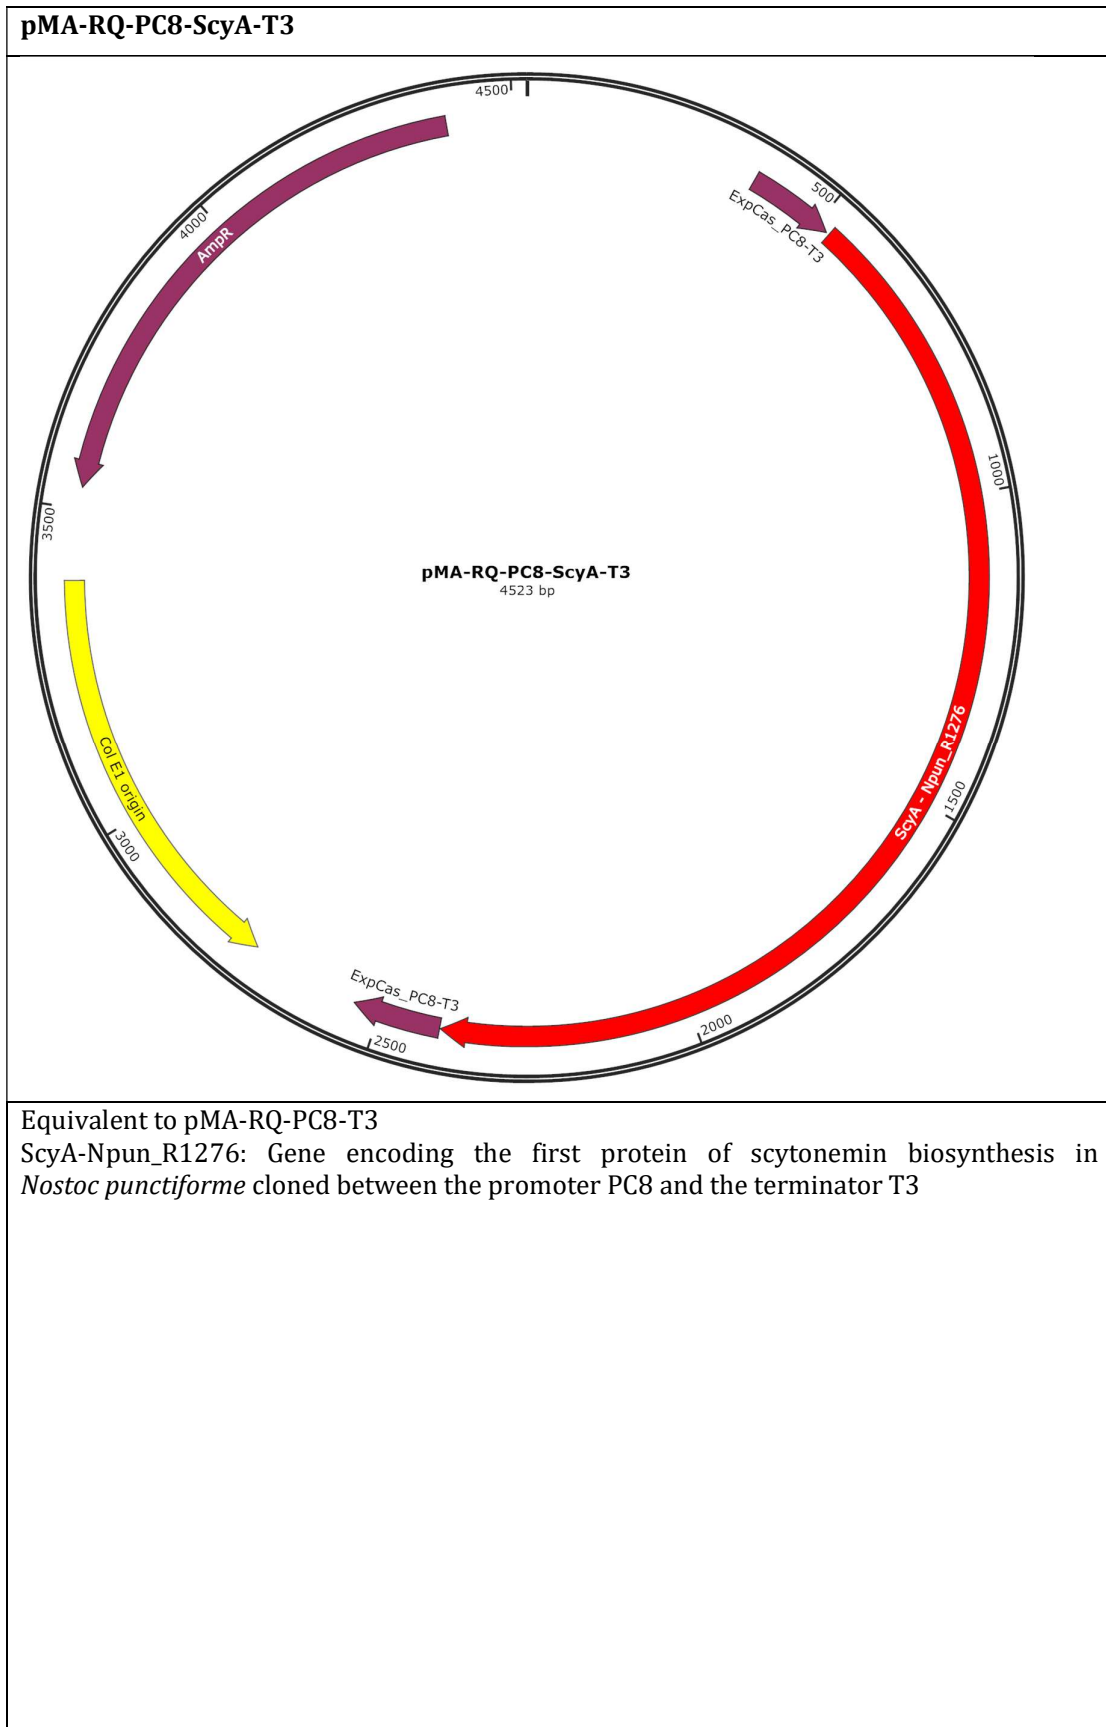 pMA-RQ-PC8-ScyA-T3
4500
500
ExpCas_PC8-T3
4000
AmpR
1000
3500
pMA-RQ-PC8-ScyA-T3
4523 bp
ScyA - Npun_R1276
1500
Col E1 origin
3000
ExpCas_PC8-T3
2000
2500
Equivalent to pMA-RQ-PC8-T3
ScyA-Npun_R1276: Gene encoding the first protein of scytonemin biosynthesis in
Nostoc punctiforme cloned between the promoter PC8 and the terminator T3